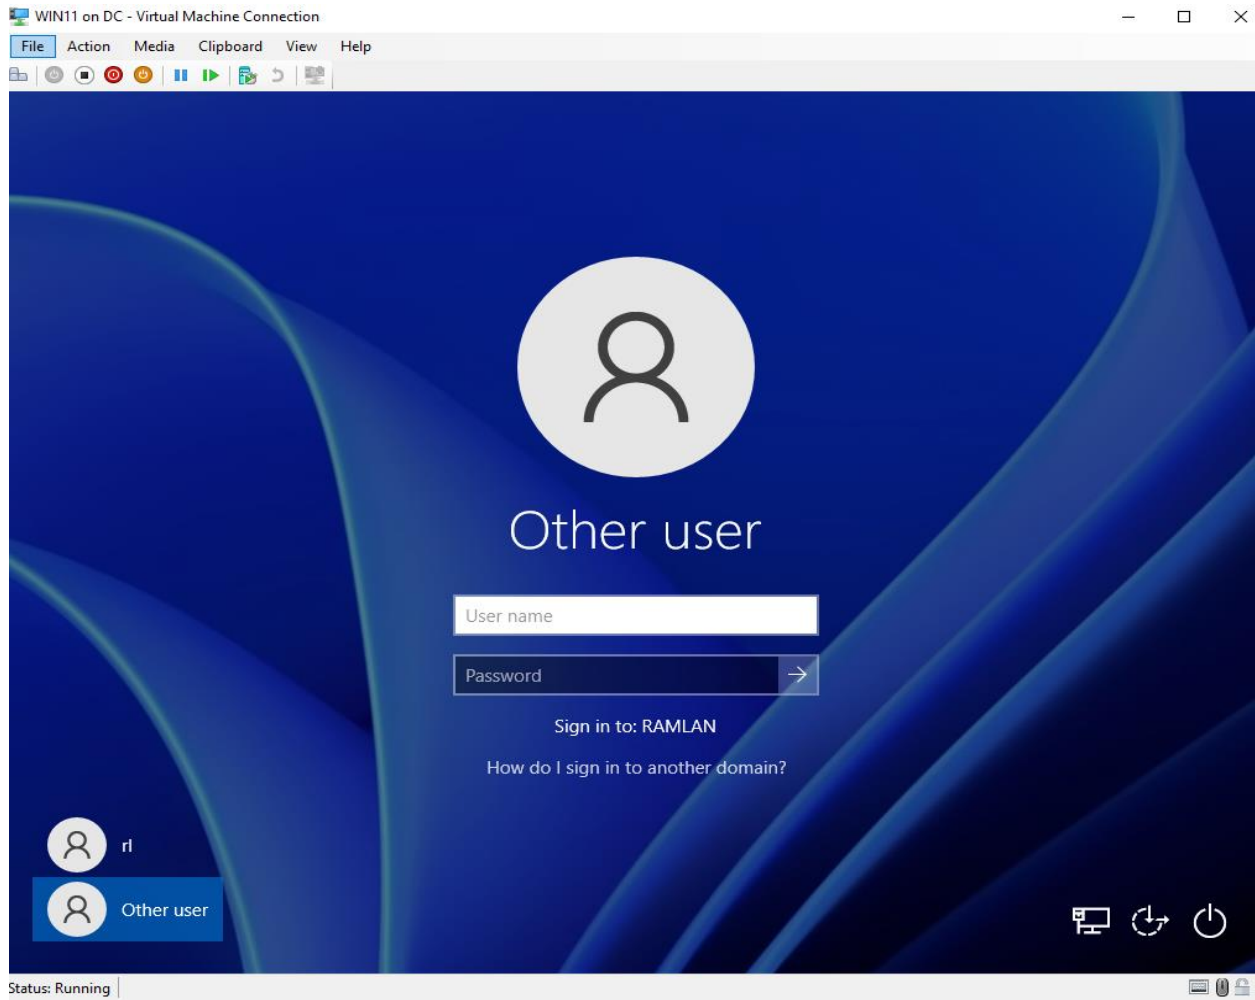 WIN11 on DC - Virtual Machine Connection
File Action Media Clipboard View Help
Other user
User name
Password
Sign in to: RAMLAN
How do I sign in to another domain?
rl
Other user
Status: Running